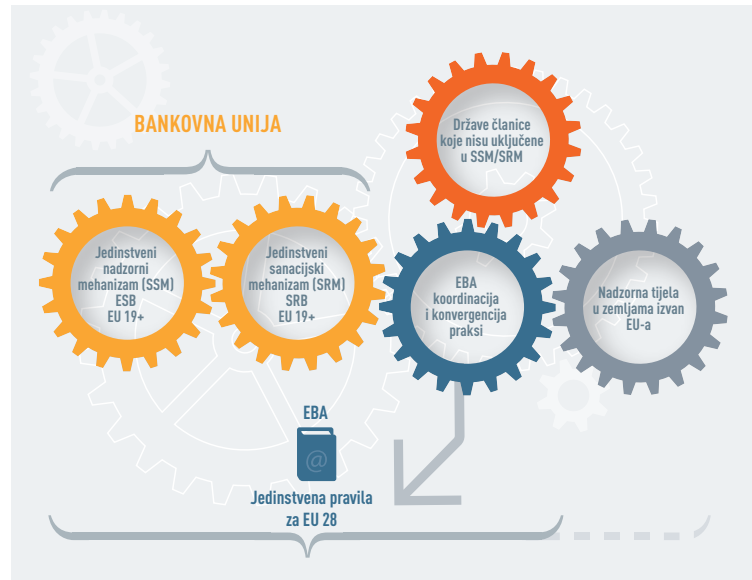 BANKOVNA UNIJA
Države članice
koje nisu uključene
u SSM/SRM
Jedinstveni
nadzorni
mehanizam (SSM)
ESB
EU 19+
Jedinstveni
sanacijski
mehanizam (SRM)
SRB
EU 19+
EBA
koordinacija
i konvergencija
praksi
Nadzorna tijela
u zemljama izvan
EU-a
EBA
@
Jedinstvena pravila
za EU 28